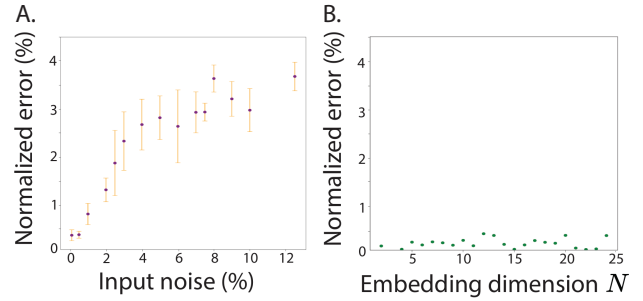 A.
Normalized error (%)
4
3
2
1
0
0 2 4 6 8 10 12
Input noise (%)
B.
Normalized error (%)
4
3
2
1
0
5 10 15 20 25
Embedding dimension N